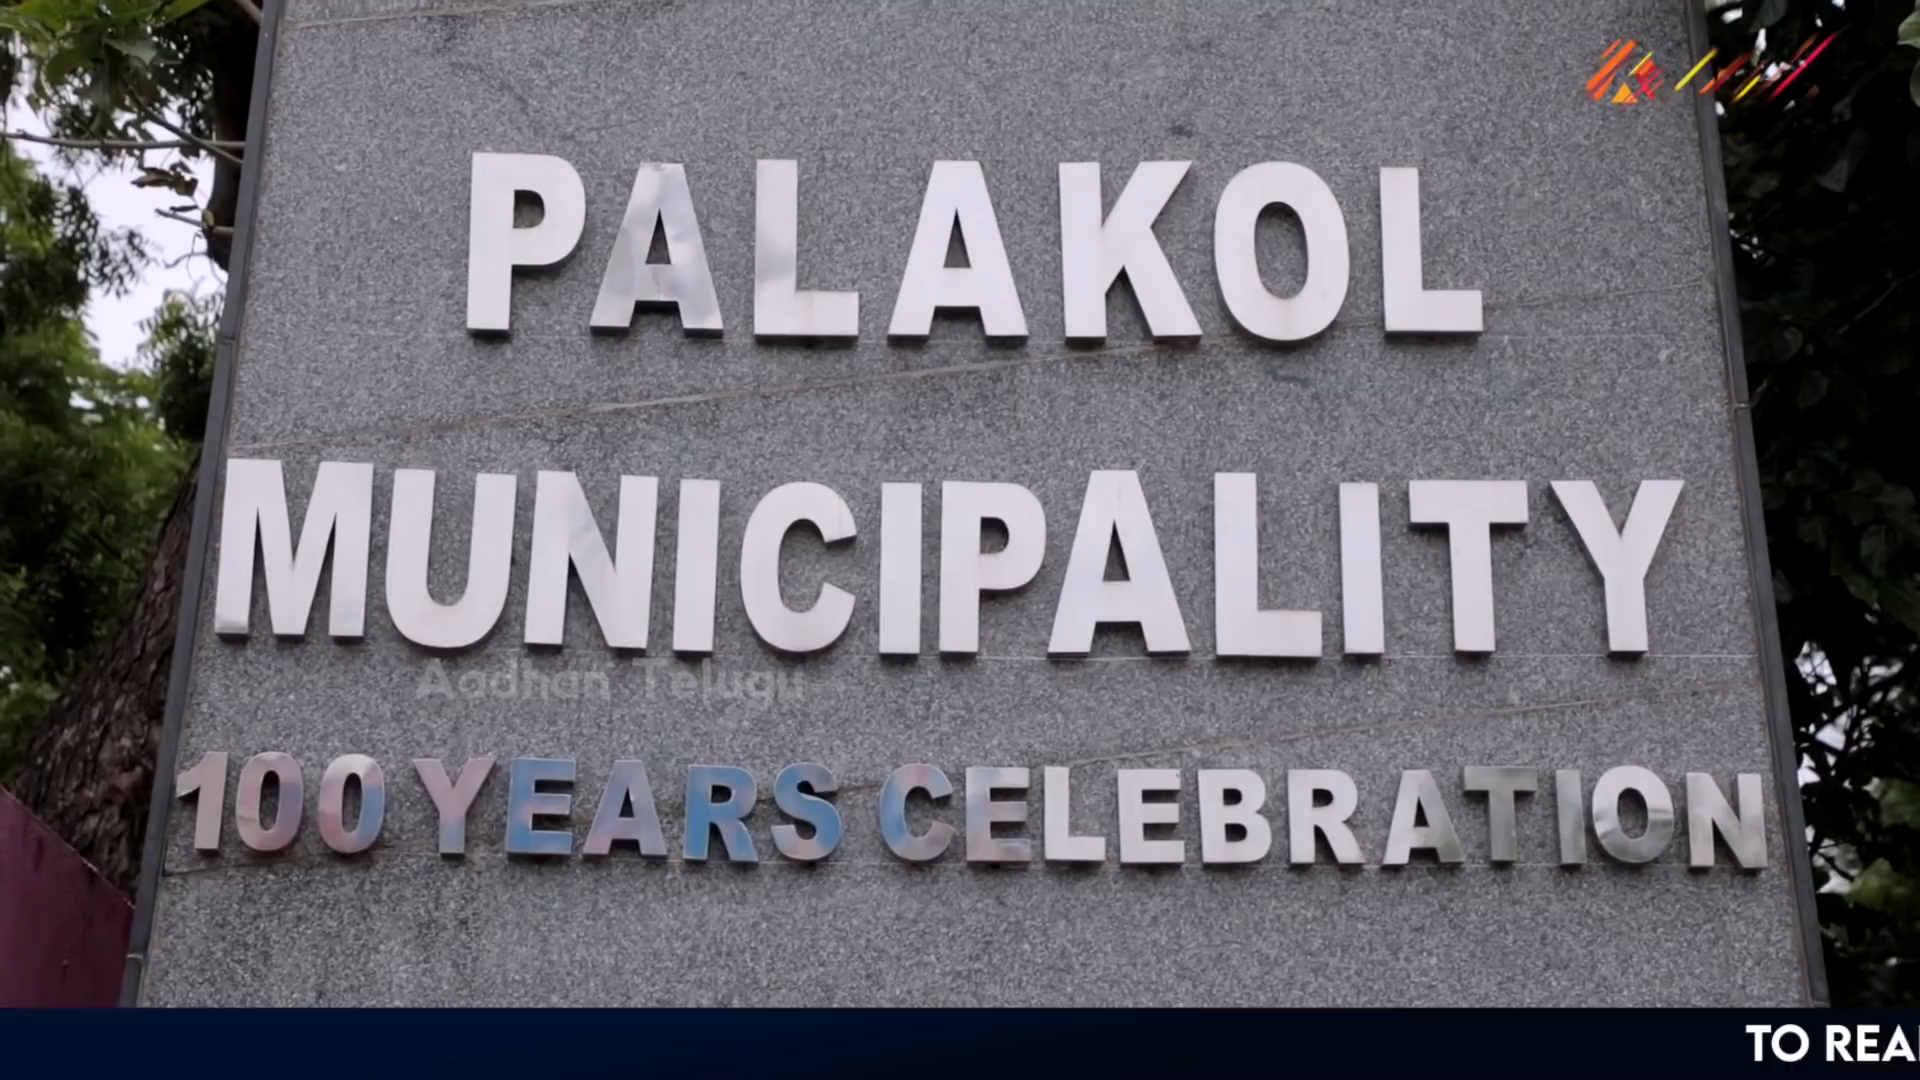 PALAKOL
MUNICIPALITY
Aadhan Telugu
100 YEARS CELEBRATION
TO REA